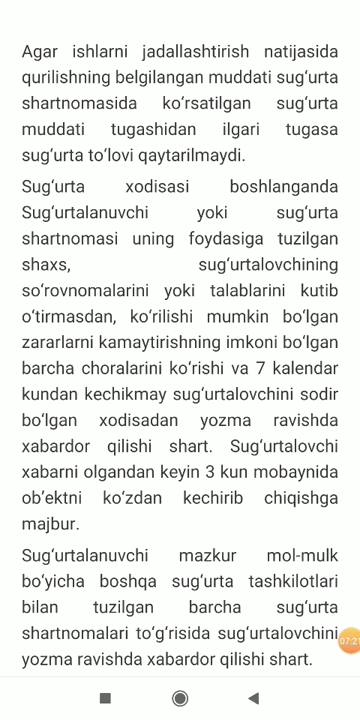 Agar ishlarni jadallashtirish natijasida
qurilishning belgilangan muddati sug‘urta
shartnomasida ko‘rsatilgan sug‘urta
muddati tugashidan ilgari tugasa
sug‘urta to‘lovi qaytarilmaydi.
Sug‘urta xodisasi boshlanganda
Sug‘urtalanuvchi yoki sug‘urta
shartnomasi uning foydasiga tuzilgan
shaxs, sug‘urtalovchining
so‘rovnomalarini yoki talablarini kutib
o‘tirmasdan, ko‘rilishi mumkin bo‘lgan
zararlarni kamaytirishning imkoni bo‘lgan
barcha choralarini ko‘rishi va 7 kalendar
kundan kechikmay sug‘urtalovchini sodir
bo‘lgan xodisadan yozma ravishda
xabardor qilishi shart. Sug‘urtalovchi
xabarni olgandan keyin 3 kun mobaynida
ob’ektni ko‘zdan kechirib chiqishga
majbur.
Sug‘urtalanuvchi mazkur mol-mulk
bo‘yicha boshqa sug‘urta tashkilotlari
bilan tuzilgan barcha sug‘urta
shartnomalari to‘g‘risida sug‘urtalovchini
yozma ravishda xabardor qilishi shart.